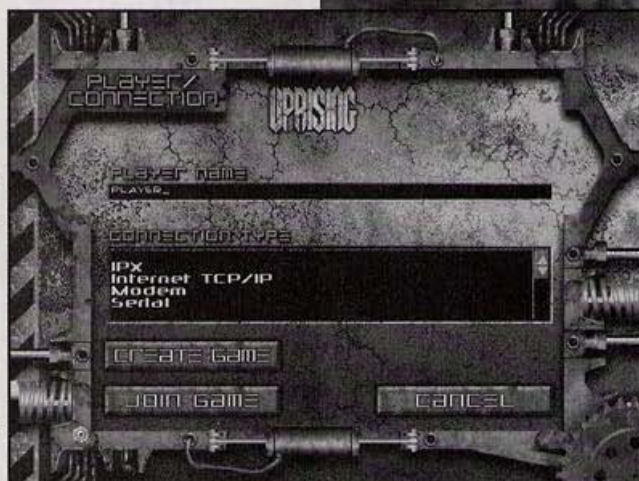 PLAYER/
CONNECTION
UPRISING
PLAYER NAME
PLAYER_
CONNECTION TYPE
IPX
Internet TCP/IP
Modem
Serial
CREATE GAME
JOIN GAME
CANCEL